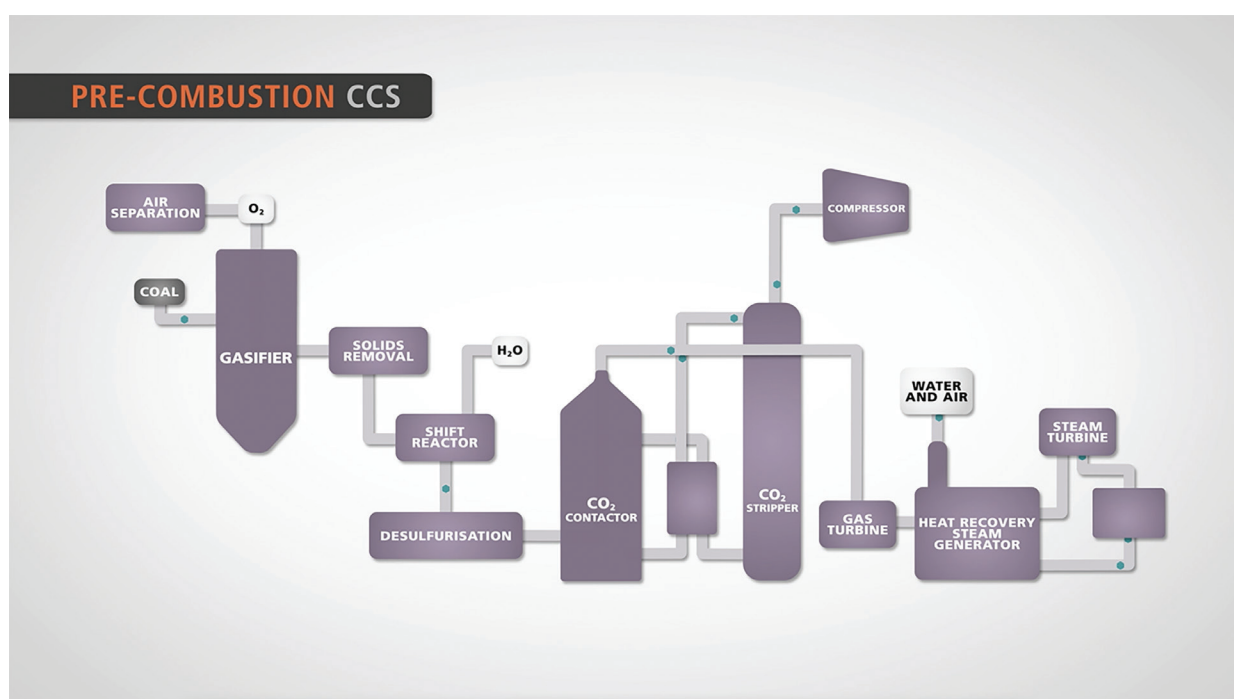 PRE-COMBUSTION CCS
AIR
SEPARATION
O₂
COAL
GASIFIER
SOLIDS
REMOVAL
H₂O
SHIFT
REACTOR
DESULFURISATION
CO₂
CONTACTOR
COMPRESSOR
CO₂
STRIPPER
GAS
TURBINE
WATER
AND AIR
HEAT RECOVERY
STEAM
GENERATOR
STEAM
TURBINE